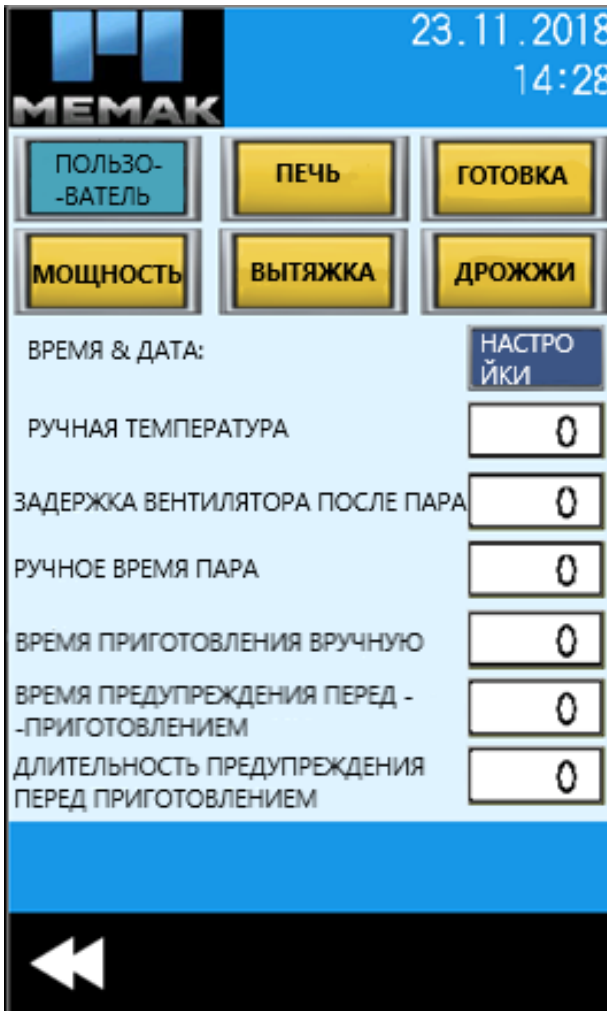 23.11.2018
14:28
MEMAK
ПОЛЬЗО-
-ВАТЕЛЬ
ПЕЧЬ
ГОТОВКА
МОЩНОСТЬ
ВЫТЯЖКА
ДРОЖЖИ
ВРЕМЯ & ДАТА:
НАСТРО
ЙКИ
РУЧНАЯ ТЕМПЕРАТУРА
0
ЗАДЕРЖКА ВЕНТИЛЯТОРА ПОСЛЕ ПАРА
0
РУЧНОЕ ВРЕМЯ ПАРА
0
ВРЕМЯ ПРИГОТОВЛЕНИЯ ВРУЧНУЮ
0
ВРЕМЯ ПРЕДУПРЕЖДЕНИЯ ПЕРЕД -
-ПРИГОТОВЛЕНИЕМ
0
ДЛИТЕЛЬНОСТЬ ПРЕДУПРЕЖДЕНИЯ
ПЕРЕД ПРИГОТОВЛЕНИЕМ
0